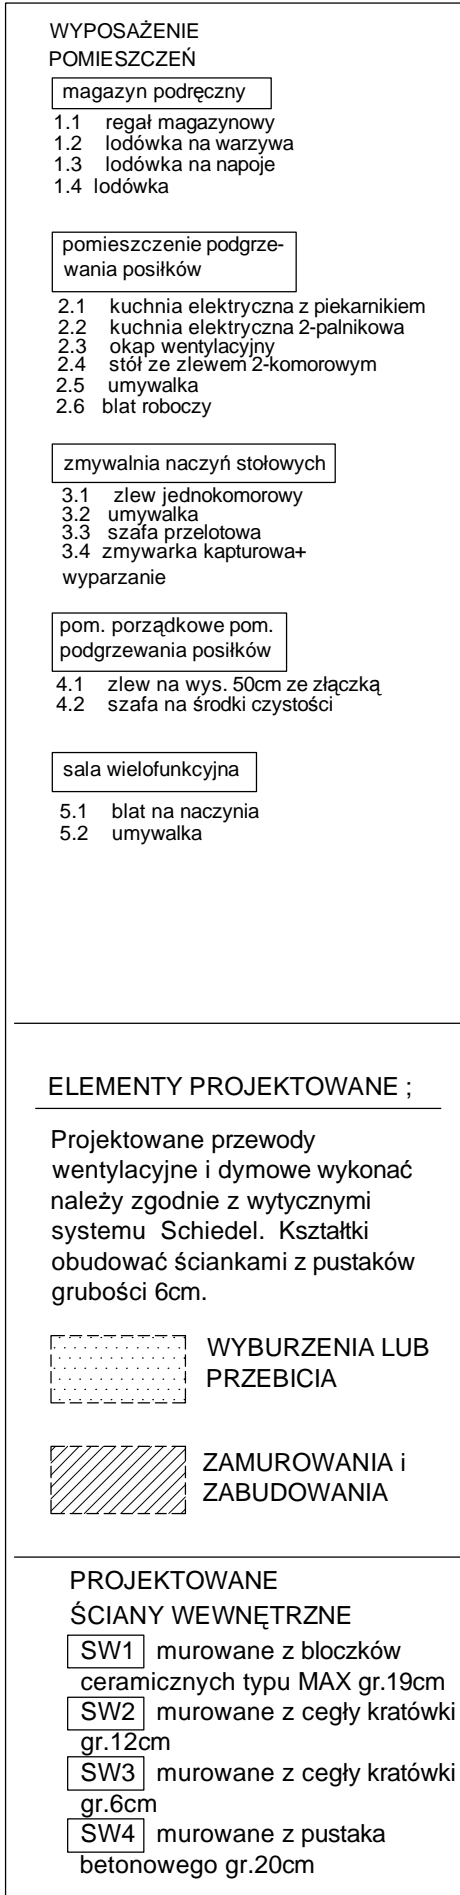 WYPOSAŻENIE
POMIESZCZEŃ
magazyn podręczny
1.1 regał magazynowy
1.2 lodówka na warzywa
1.3 lodówka na napoje
1.4 lodówka
pomieszczenie podgrze-
wania posiłków
2.1 kuchnia elektryczna z piekarnikiem
2.2 kuchnia elektryczna 2-palnikowa
2.3 okap wentylacyjny
2.4 stół ze zlewem 2-komorowym
2.5 umywalka
2.6 blat roboczy
zmywalnia naczyń stołowych
3.1 zlew jednokomorowy
3.2 umywalka
3.3 szafa przelotowa
3.4 zmywarka kapturowa+
wyparzanie
pom. porządkowe pom.
podgrzewania posiłków
4.1 zlew na wys. 50cm ze złączką
4.2 szafa na środki czystości
sala wielofunkcyjna
5.1 blat na naczynia
5.2 umywalka
ELEMENTY PROJEKTOWANE ;
Projektowane przewody
wentylacyjne i dymowe wykonać
należy zgodnie z wytycznymi
systemu Schiedel. Kształtki
obudować ściankami z pustaków
grubości 6cm.
WYBURZENIA LUB
PRZEBICIA
ZAMUROWANIA i
ZABUDOWANIA
PROJEKTOWANE
ŚCIANY WEWNĘTRZNE
SW1 murowane z bloczków
ceramicznych typu MAX gr.19cm
SW2 murowane z cegły kratówki
gr.12cm
SW3 murowane z cegły kratówki
gr.6cm
SW4 murowane z pustaka
betonowego gr.20cm